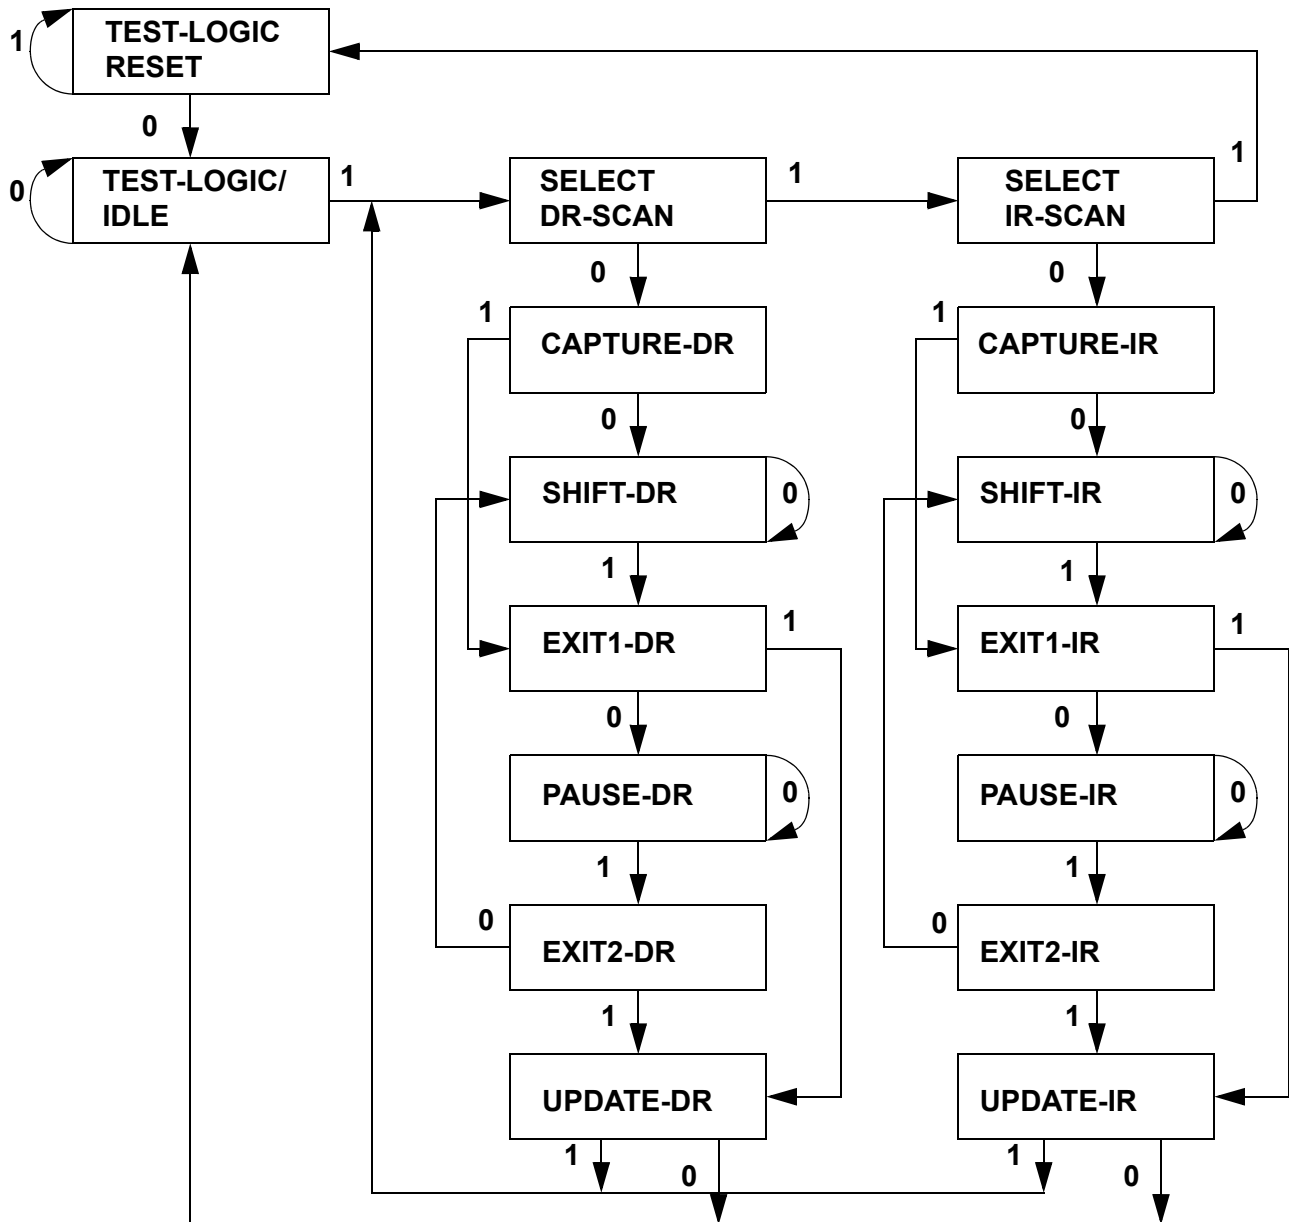 1
TEST-LOGIC
RESET
0
0
TEST-LOGIC/
IDLE
1
SELECT
DR-SCAN
1
SELECT
IR-SCAN
1
0
0
1
CAPTURE-DR
1
CAPTURE-IR
0
0
SHIFT-DR
0
SHIFT-IR
0
1
1
EXIT1-DR
1
EXIT1-IR
1
0
0
PAUSE-DR
0
PAUSE-IR
0
1
1
0
EXIT2-DR
0
EXIT2-IR
1
1
UPDATE-DR
UPDATE-IR
1
0
1
0